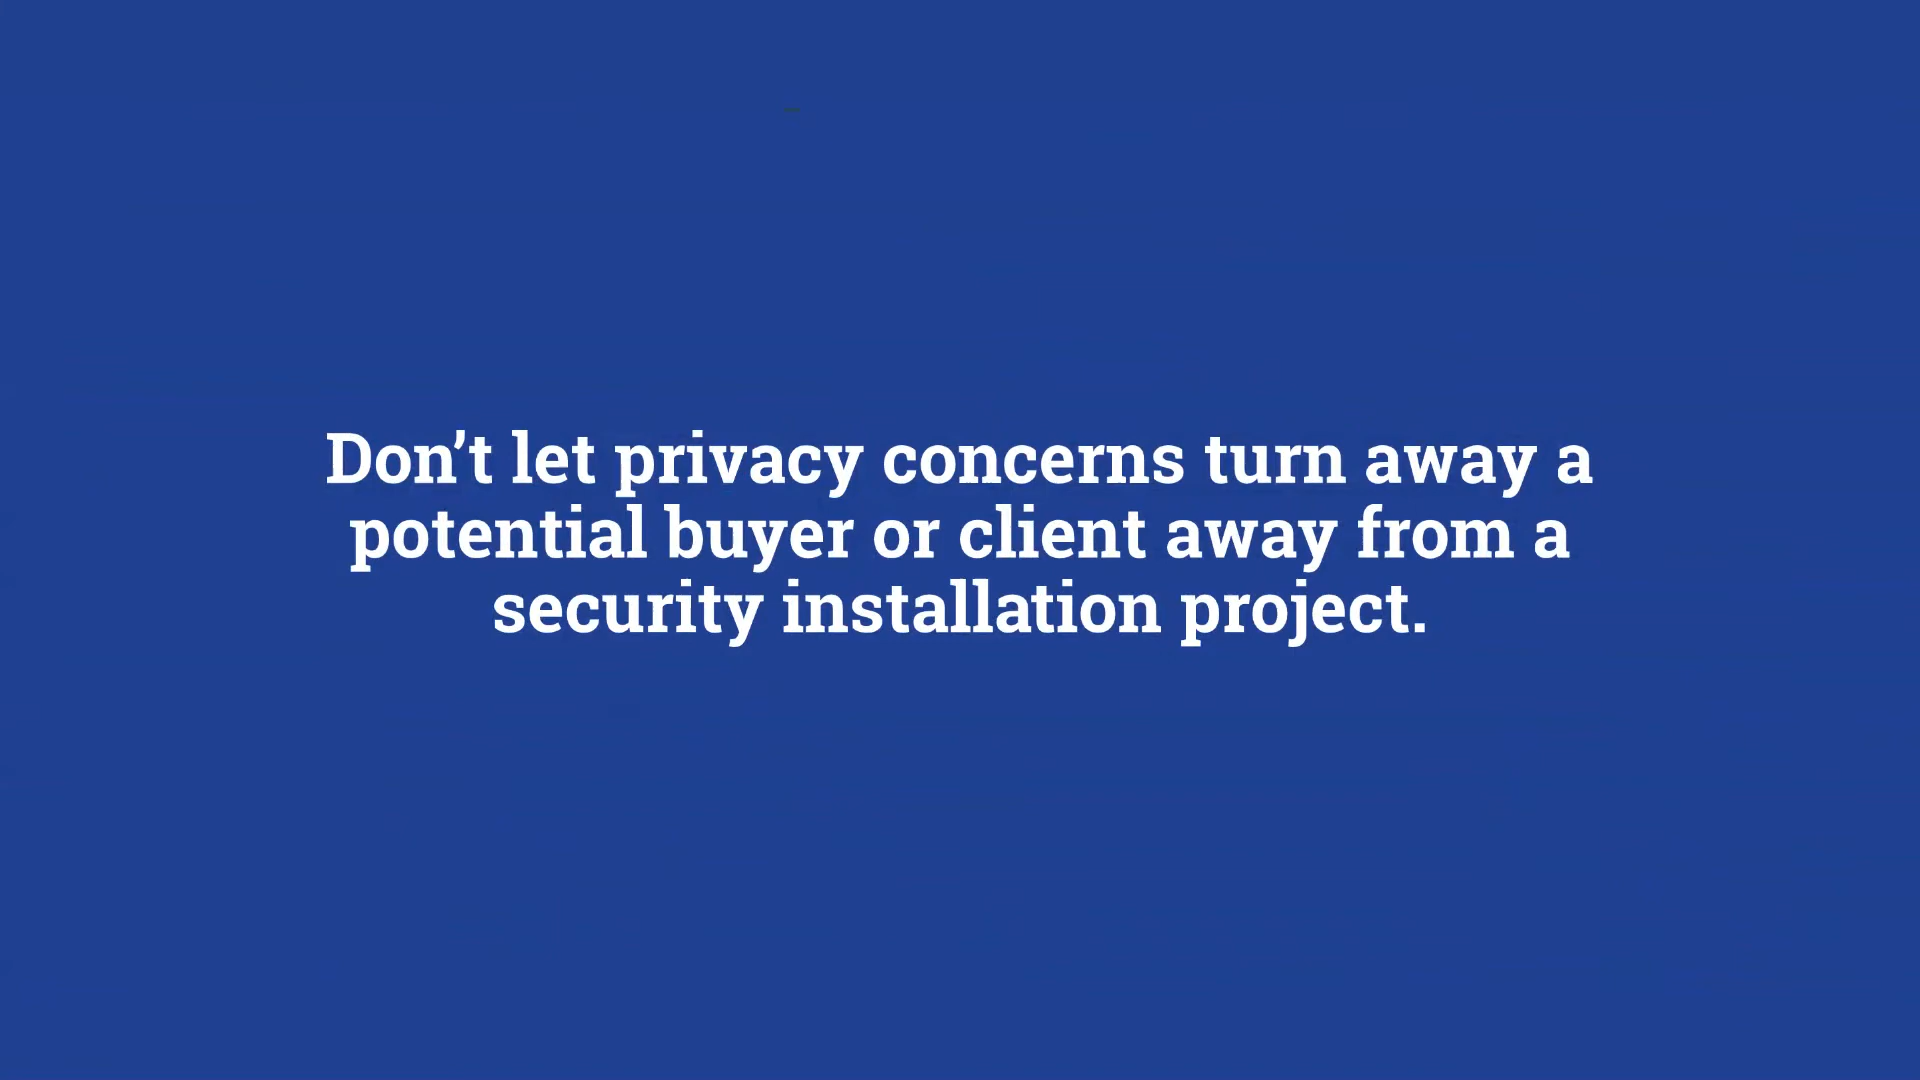 Don’t let privacy concerns turn away a
potential buyer or client away from a
security installation project.